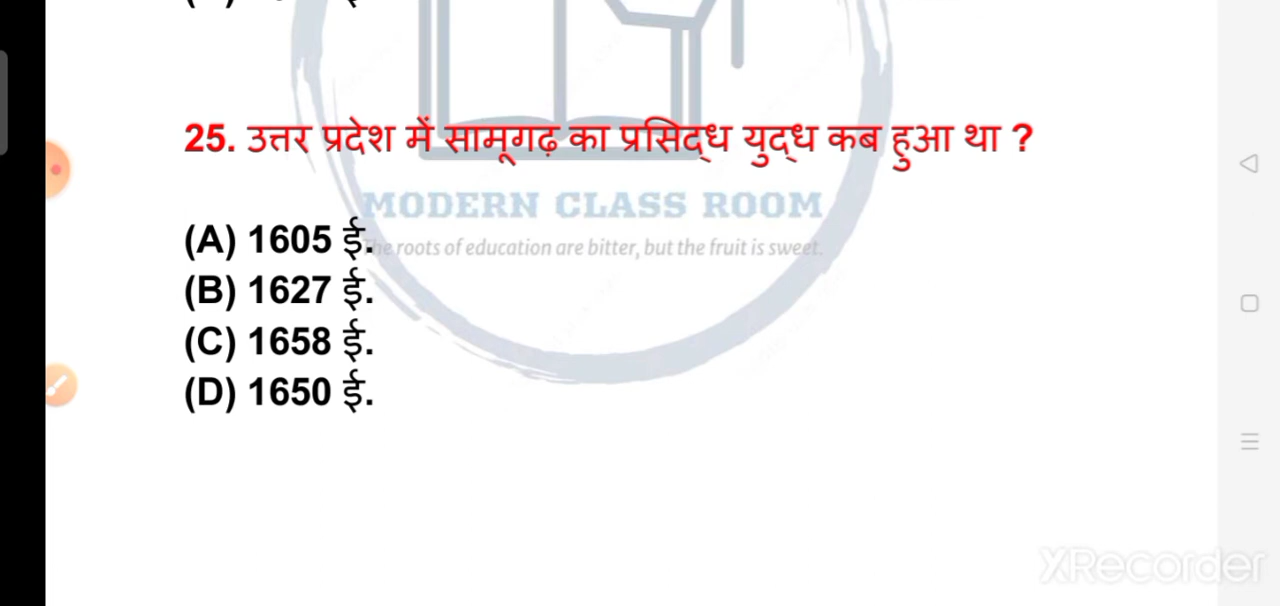 25. उत्तर प्रदेश में सामूगढ़ का प्रसिद्ध युद्ध कब हुआ था ?
MODERN CLASS ROOM
The roots of education are bitter, but the fruit is sweet.
(A) 1605 ई.
(B) 1627 ई.
(C) 1658 ई.
(D) 1650 ई.
XRecorder